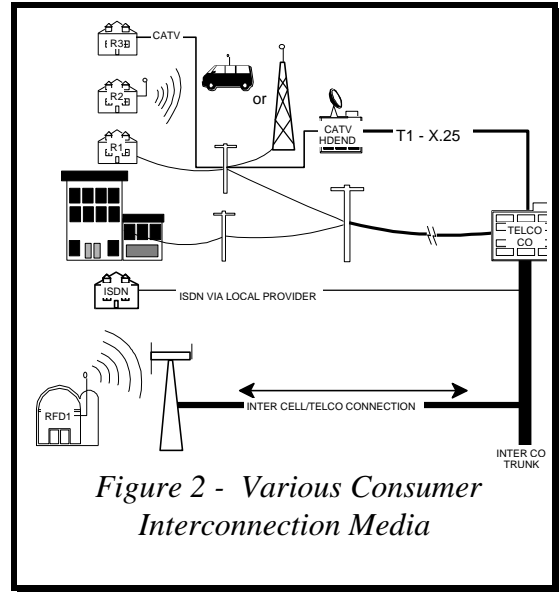 R3
CATV
R2
or
R1
CATV
HDEND
T1 - X.25
TELCO
CO
ISDN
ISDN VIA LOCAL PROVIDER
RFD1
INTER CELL/TELCO CONNECTION
INTER CO
TRUNK
Figure 2 - Various Consumer
Interconnection Media